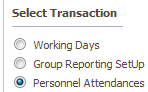 Select Transaction
Working Days
Group Reporting SetUp
Personnel Attendances